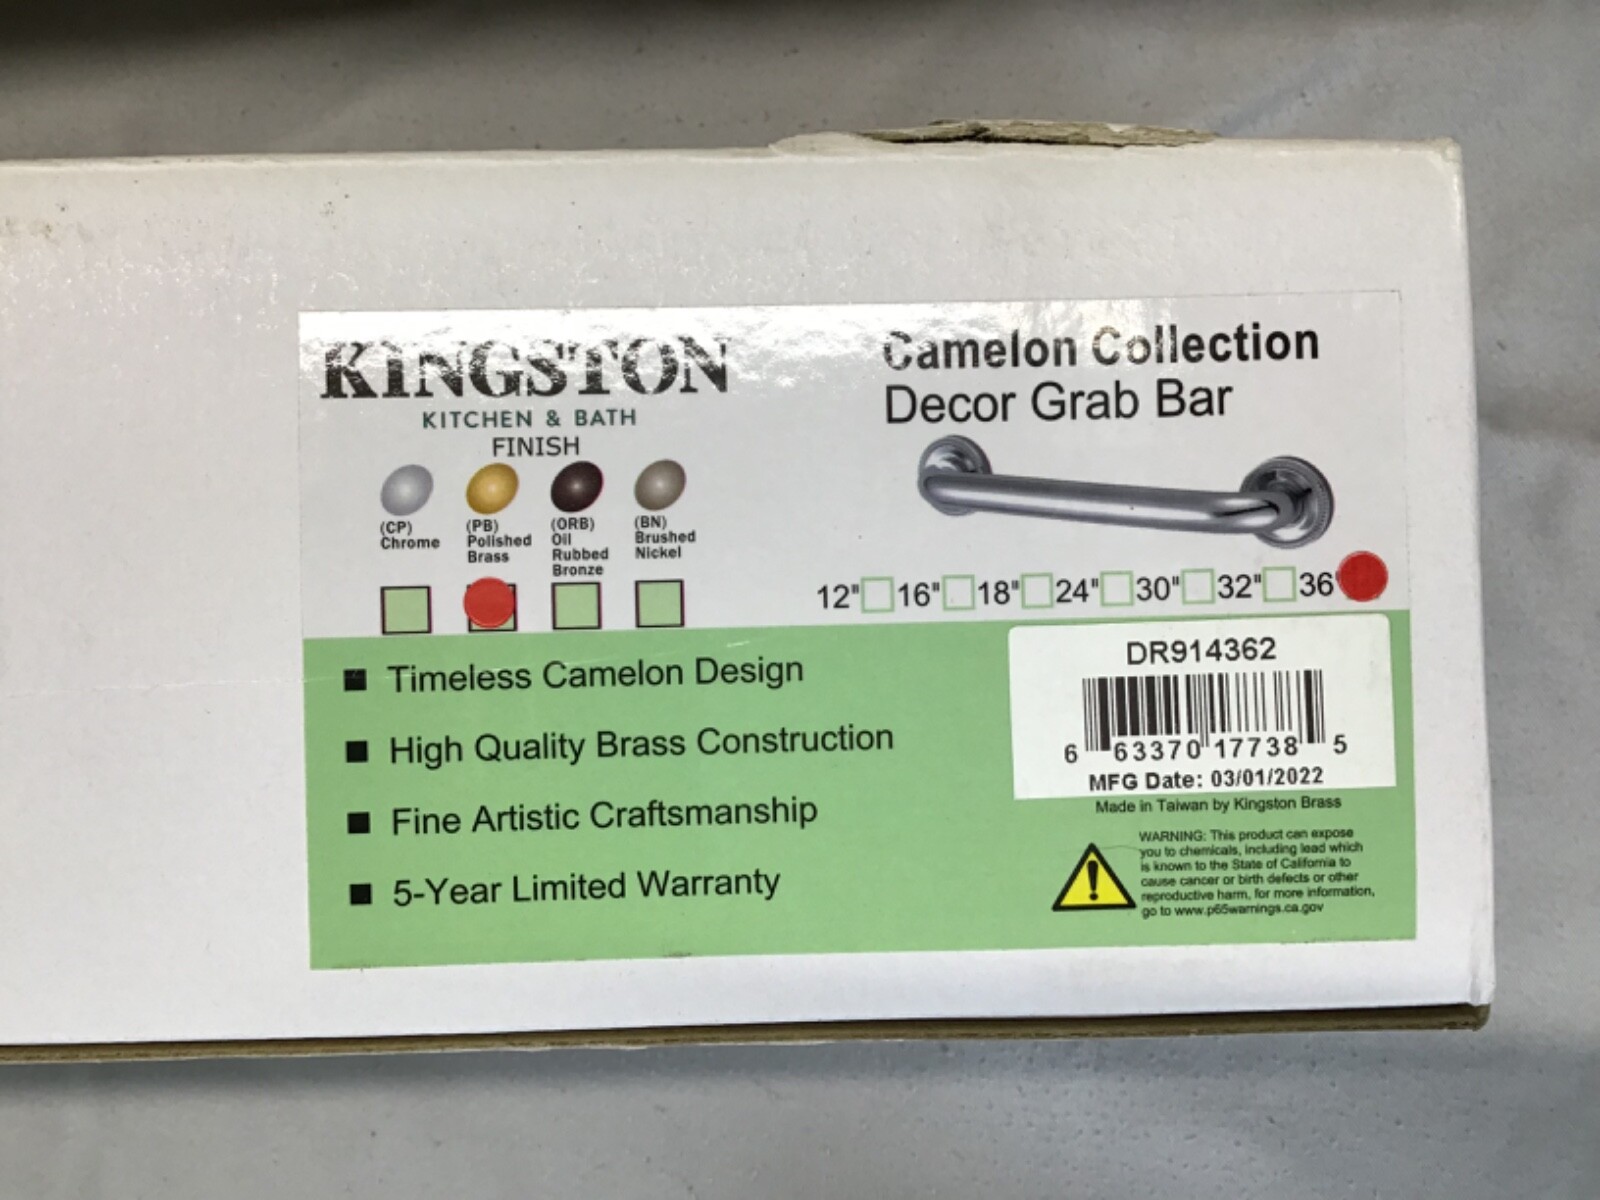 KINGSTON
KITCHEN & BATH
FINISH
(CP)
Chrome
(PB)
Polished
Brass
(ORB)
Oil
Rubbed
Bronze
(BN)
Brushed
Nickel
Camelon Collection
Decor Grab Bar
12" 16" 18" 24" 30" 32" 36
■ Timeless Camelon Design
■ High Quality Brass Construction
■ Fine Artistic Craftsmanship
■ 5-Year Limited Warranty
DR914362
6 63370 17738 5
MFG Date: 03/01/2022
Made in Taiwan by Kingston Brass
WARNING: This product can expose
you to chemicals, including lead which
is known to the State of California to
cause cancer or birth defects or other
reproductive harm, for more information,
go to www.p65warnings.ca.gov